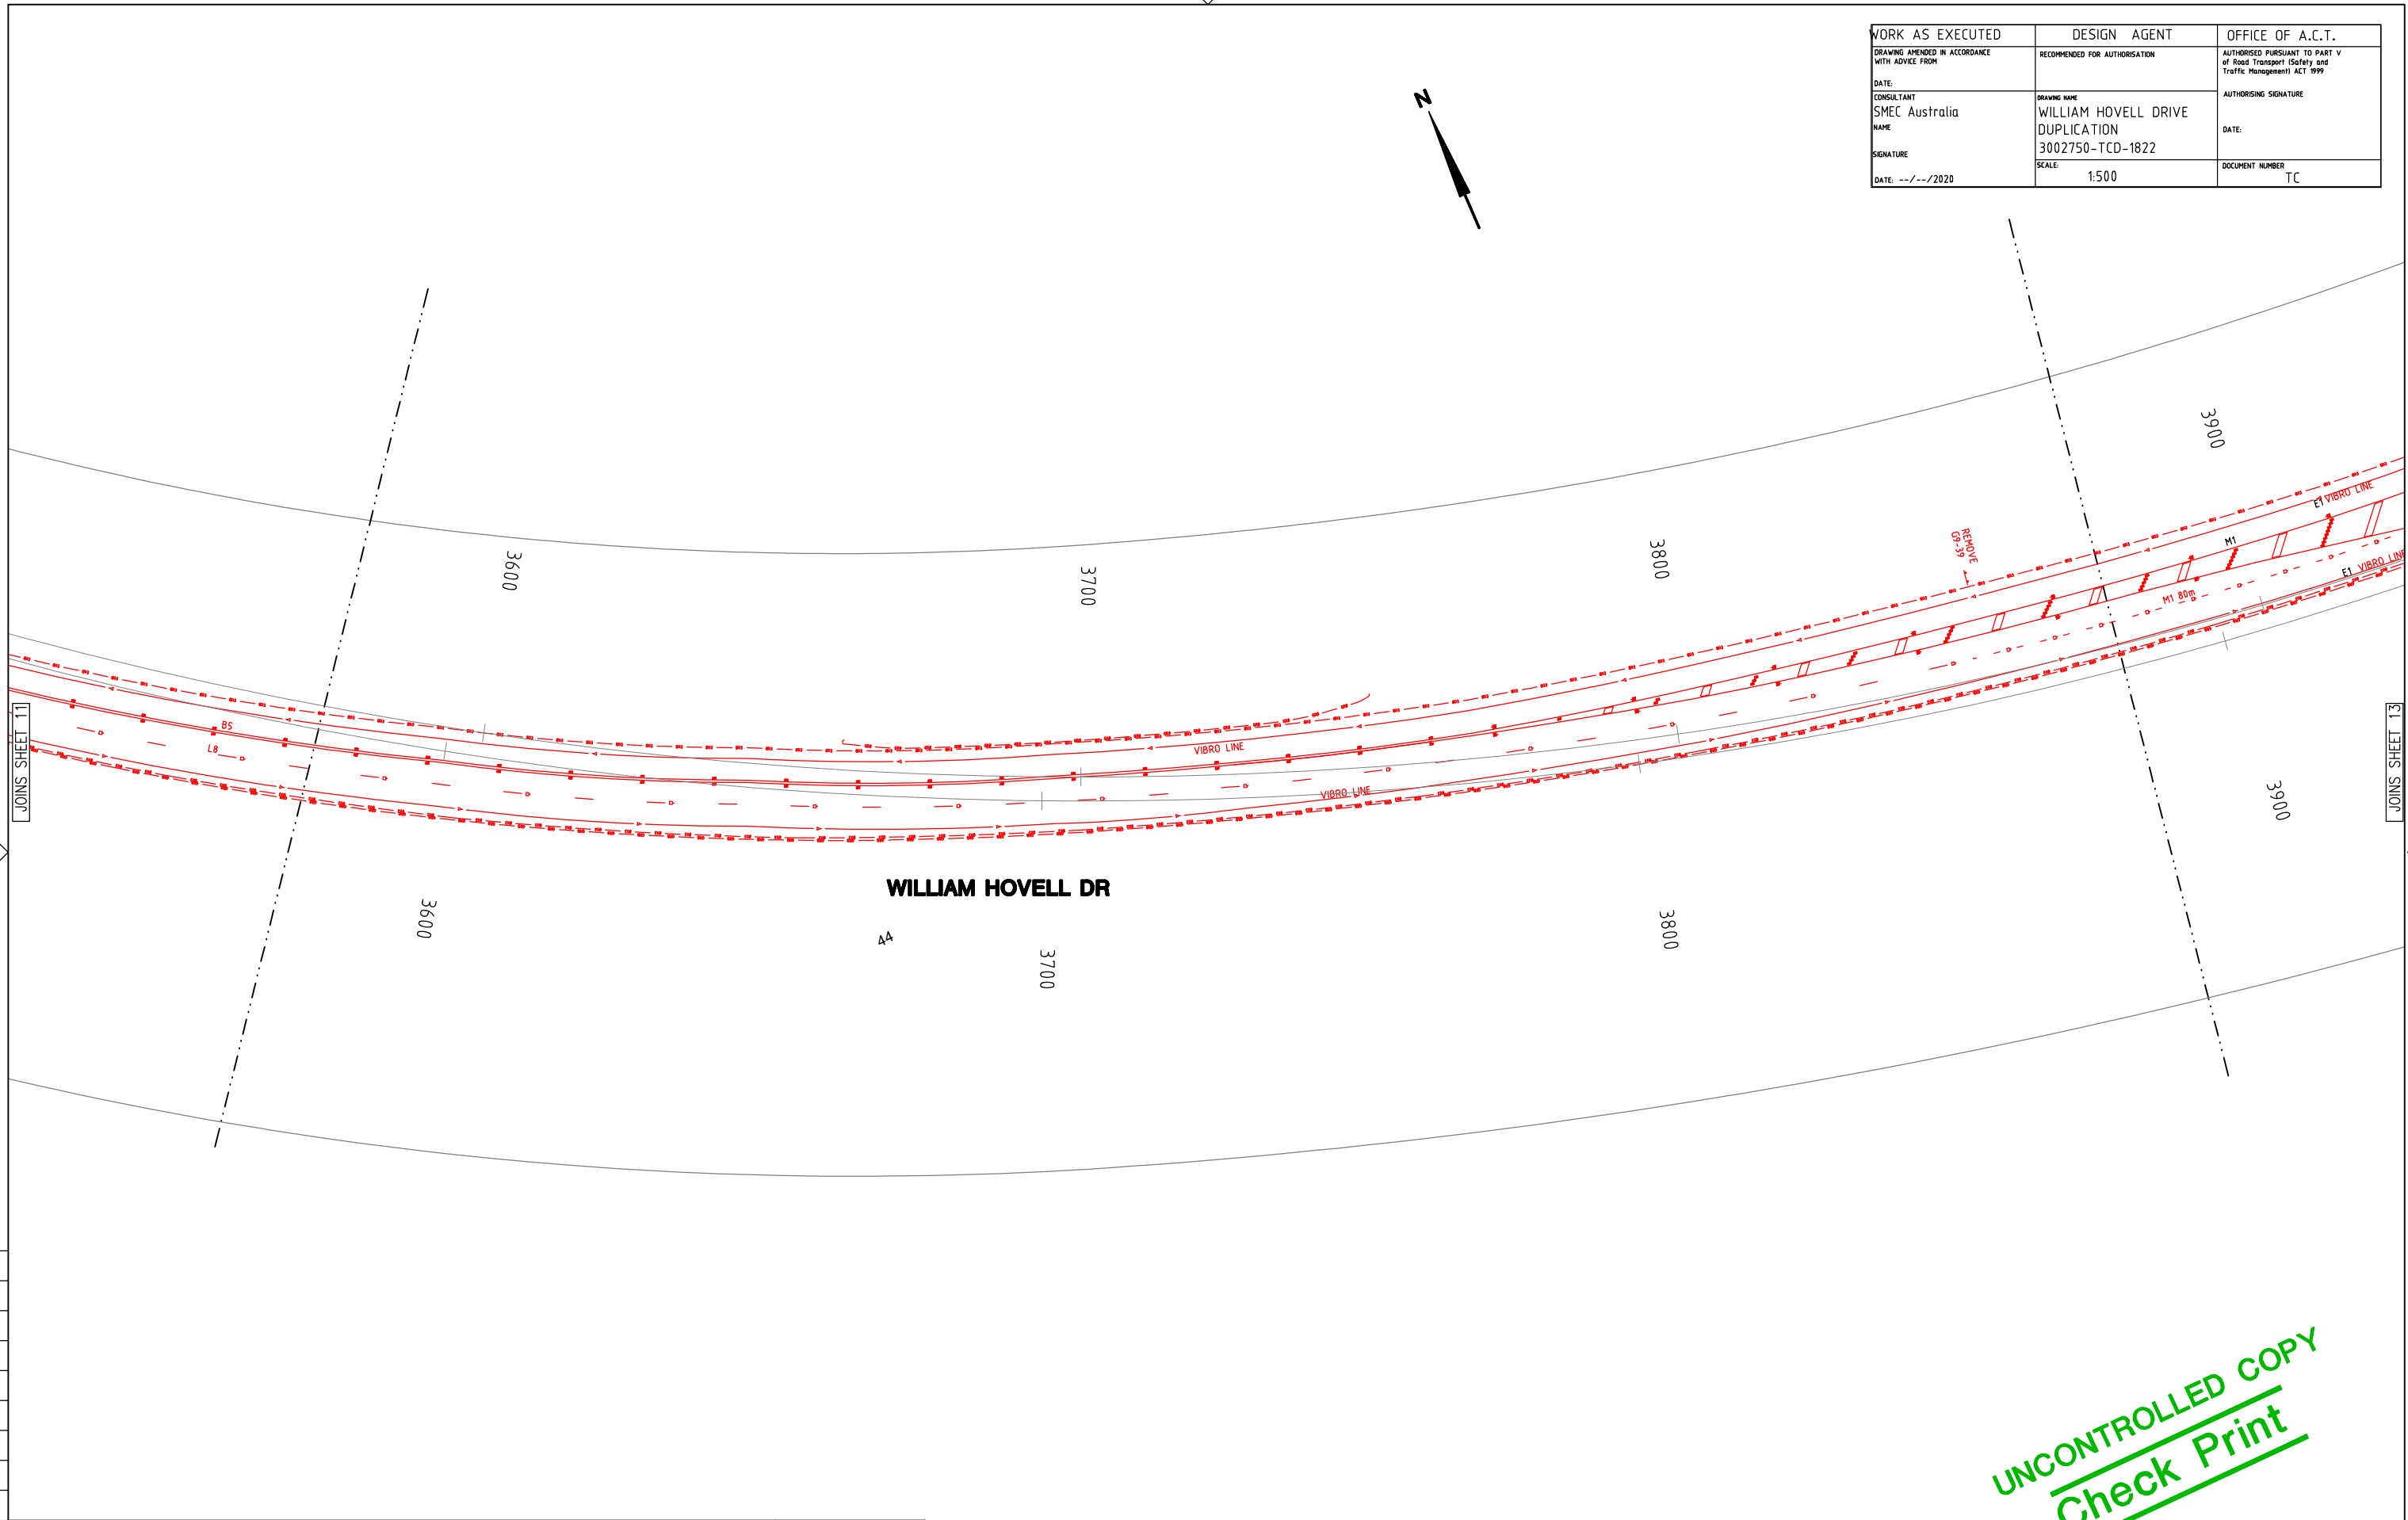 WORK AS EXECUTED
DRAWING AMENDED IN ACCORDANCE
WITH ADVICE FROM
DATE:
CONSULTANT
SMEC Australia
NAME
SIGNATURE
DATE: --/--/2020
DESIGN AGENT
RECOMMENDED FOR AUTHORISATION
DRAWING NAME
WILLIAM HOVELL DRIVE
DUPLICATION
3002750-TCD-1822
SCALE:
1:500
OFFICE OF A.C.T.
AUTHORISED PURSUANT TO PART V
of Road Transport (Safety and
Traffic Management) ACT 1999
AUTHORISING SIGNATURE
DATE:
DOCUMENT NUMBER
TC
N
3900
E1 VIBRO LINE
REMOVE
G9-39
M1
3600
3700
3800
E1 VIBRO LINE
M1 80m
JOINS SHEET 11
B5
L8
VIBRO LINE
VIBRO LINE
JOINS SHEET 13
3900
WILLIAM HOVELL DR
44
3600
3700
3800
UNCONTROLLED COPY
Check Print